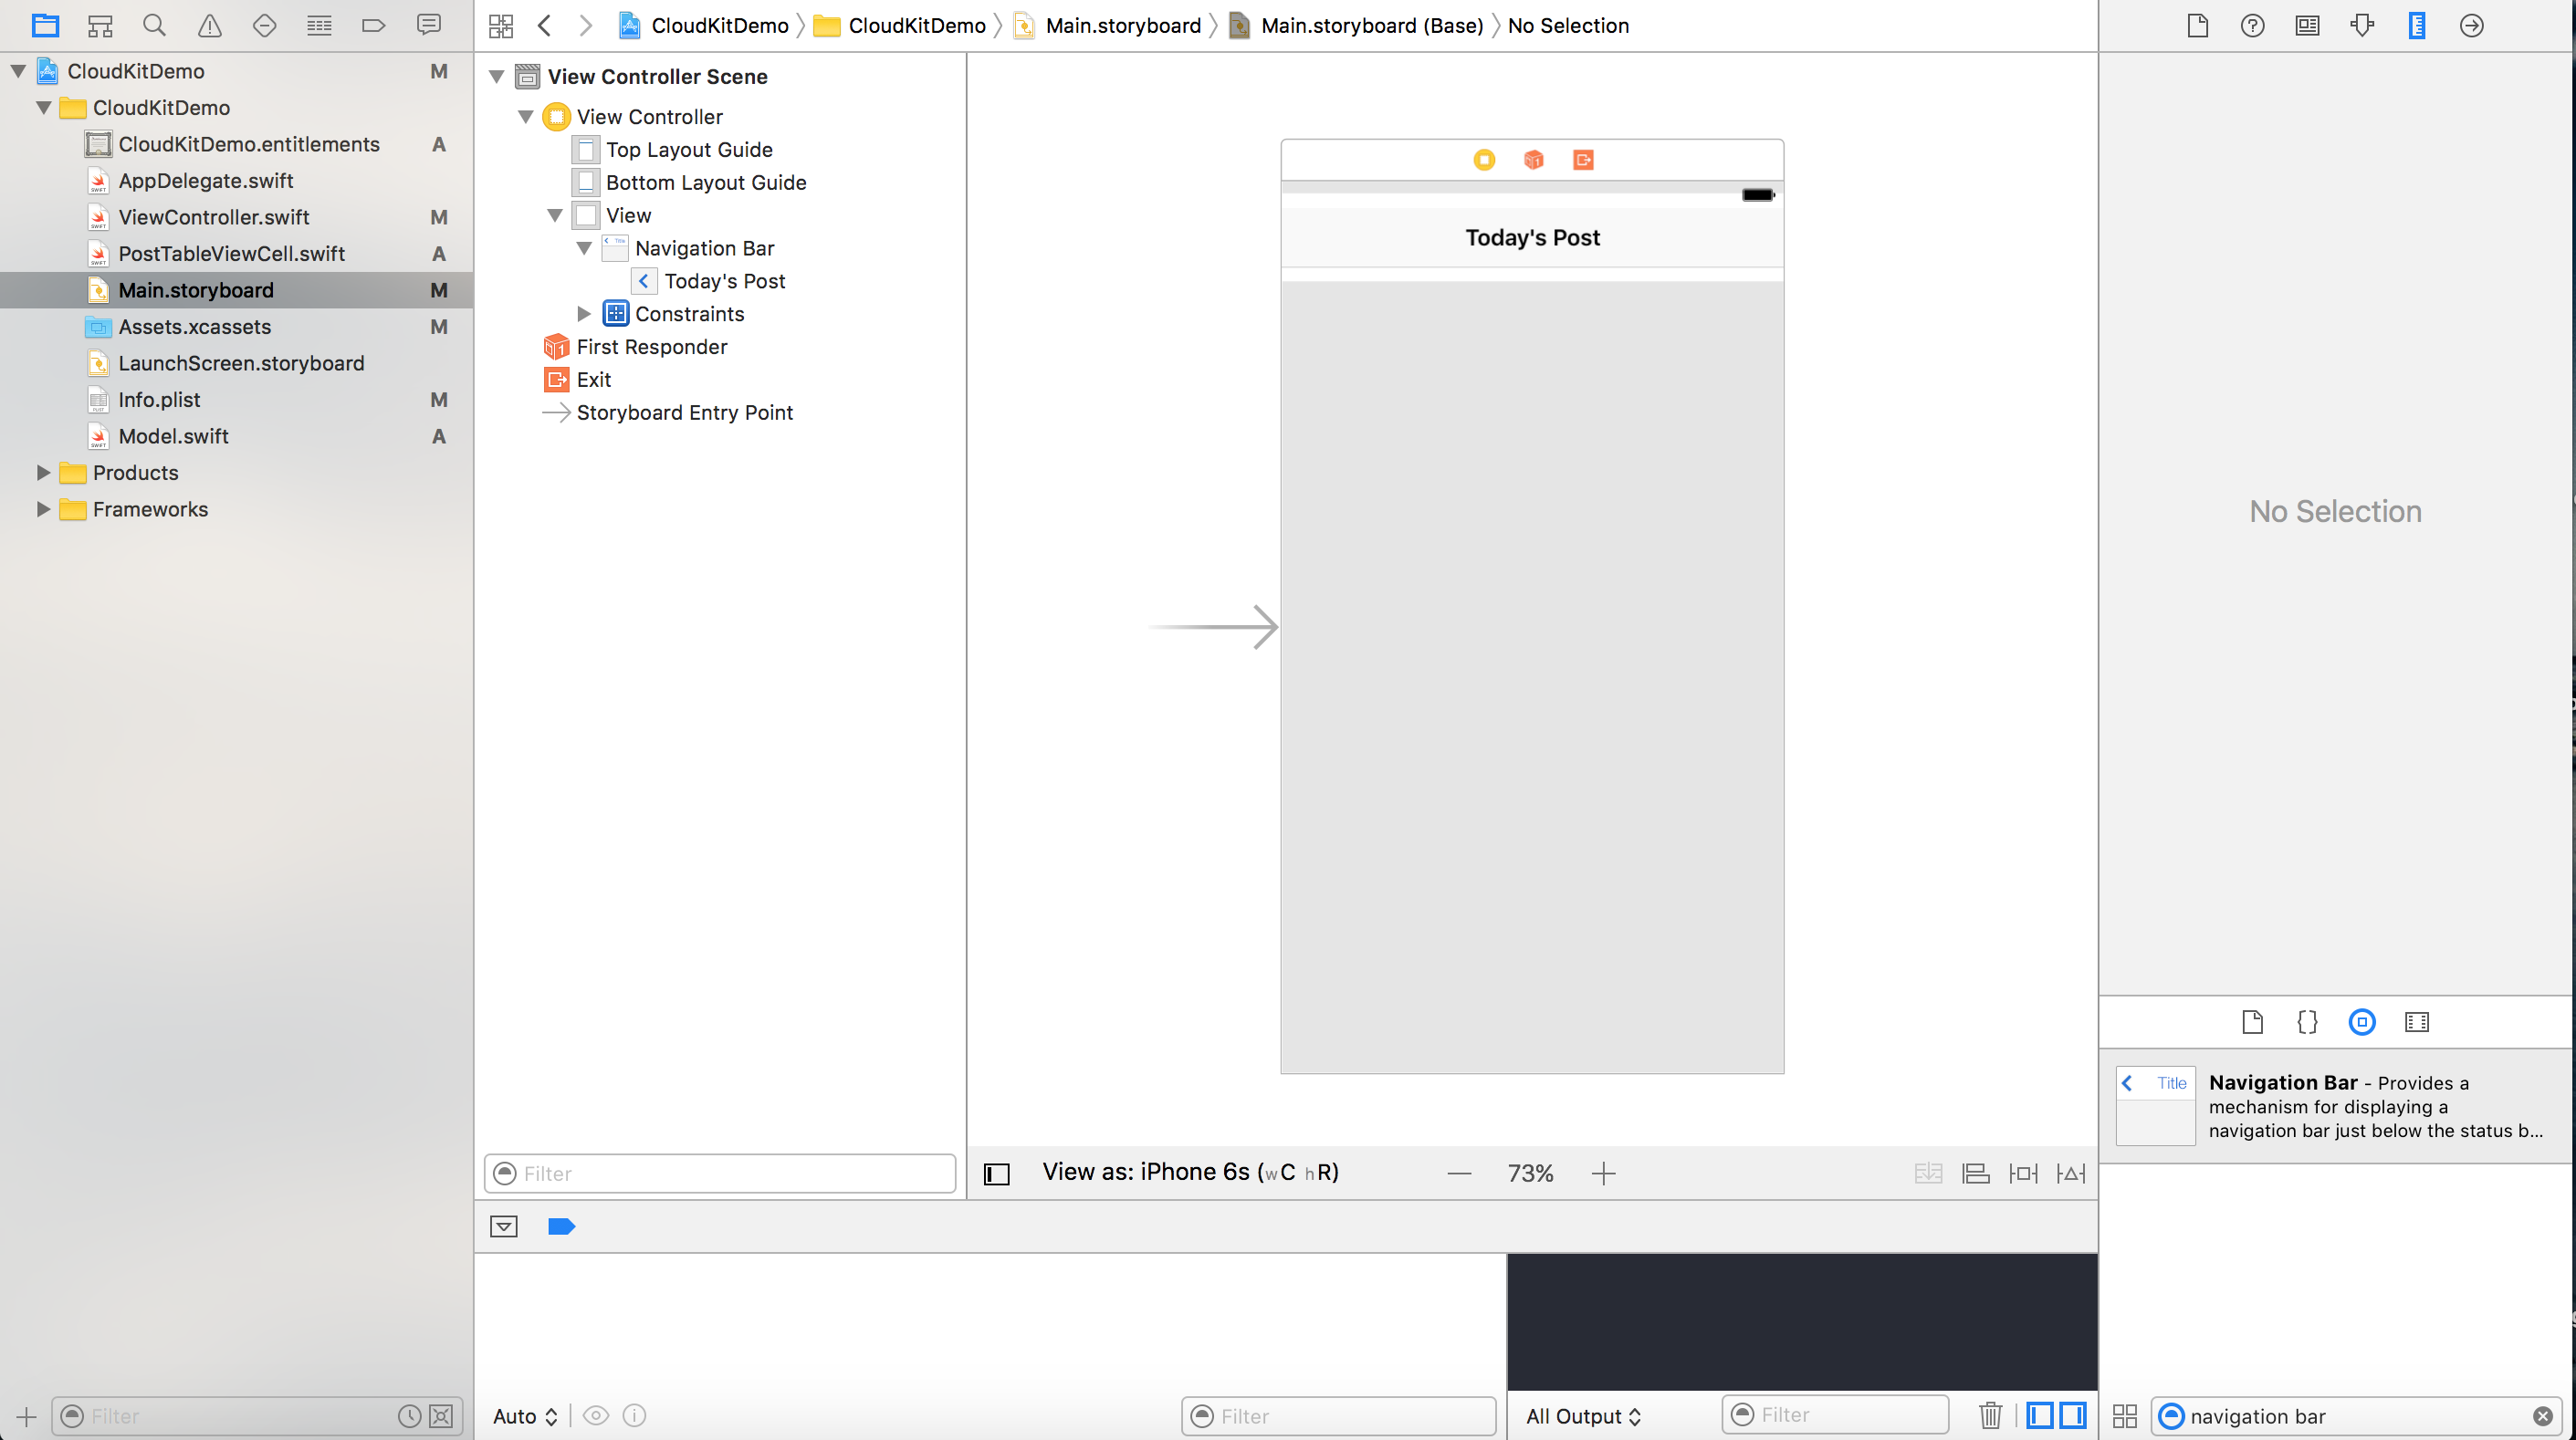 CloudKitDemo
CloudKitDemo
Main.storyboard
Main.storyboard (Base)
No Selection
CloudKitDemo M
CloudKitDemo
CloudKitDemo.entitlements A
AppDelegate.swift
ViewController.swift M
PostTableViewCell.swift A
Main.storyboard M
Assets.xcassets M
LaunchScreen.storyboard
Info.plist M
Model.swift A
Products
Frameworks
View Controller Scene
View Controller
Top Layout Guide
Bottom Layout Guide
View
Navigation Bar
Today's Post
Constraints
First Responder
Exit
Storyboard Entry Point
Today's Post
No Selection
Title
Navigation Bar - Provides a
mechanism for displaying a
navigation bar just below the status b...
Filter
View as: iPhone 6s (wC hR)
73%
Filter
Auto
Filter
All Output
Filter
navigation bar